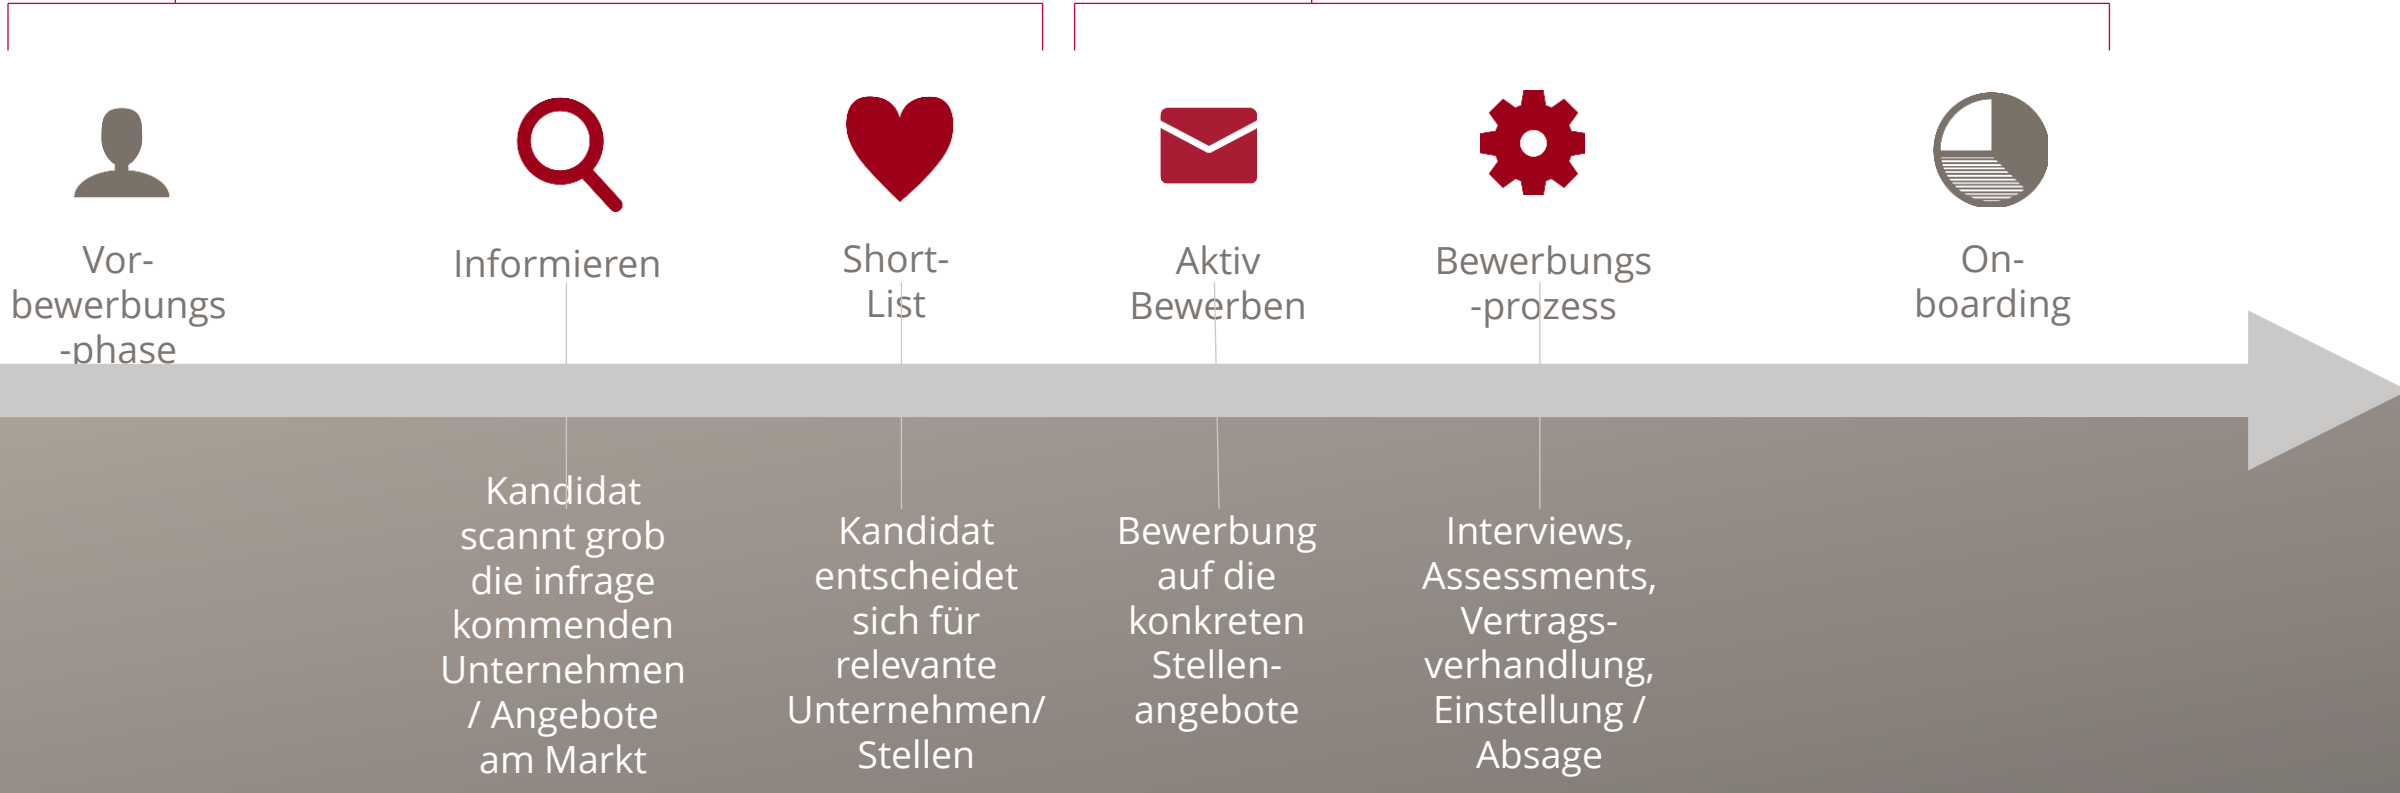 Vor-
bewerbungs
-phase
Informieren
Short-
List
Aktiv
Bewerben
Bewerbungs
-prozess
On-
boarding
Kandidat
scannt grob
die infrage
kommenden
Unternehmen
/ Angebote
am Markt
Kandidat
entscheidet
sich für
relevante
Unternehmen/
Stellen
Bewerbung
auf die
konkreten
Stellen-
angebote
Interviews,
Assessments,
Vertrags-
verhandlung,
Einstellung /
Absage